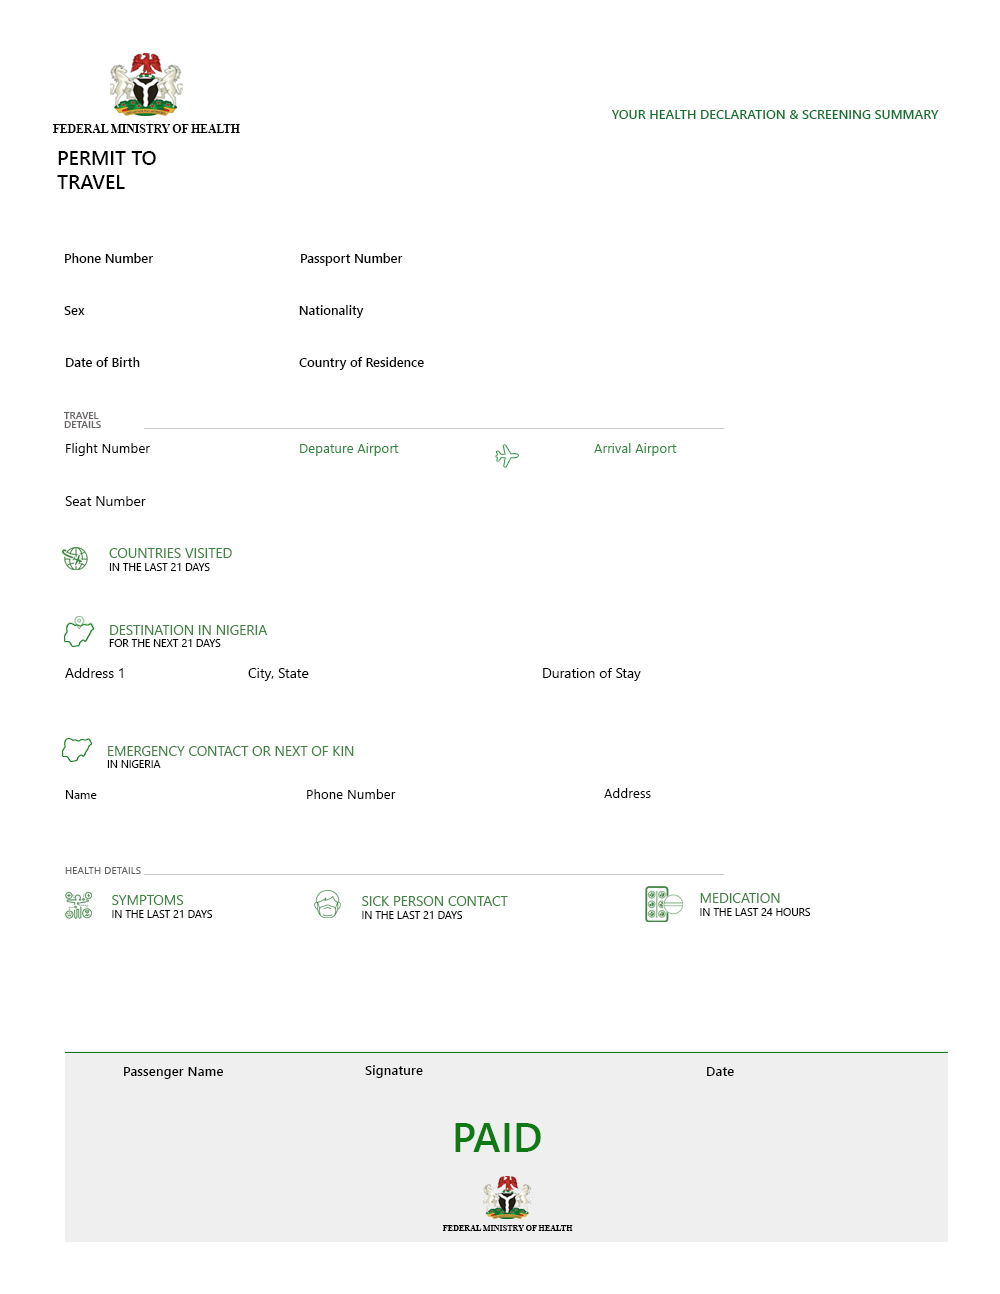 FEDERAL MINISTRY OF HEALTH
YOUR HEALTH DECLARATION & SCREENING SUMMARY
PERMIT TO
TRAVEL
Phone Number
Passport Number
Sex
Nationality
Date of Birth
Country of Residence
TRAVEL
DETAILS
Flight Number
Depature Airport
Arrival Airport
Seat Number
COUNTRIES VISITED
IN THE LAST 21 DAYS
DESTINATION IN NIGERIA
FOR THE NEXT 21 DAYS
Address 1
City, State
Duration of Stay
EMERGENCY CONTACT OR NEXT OF KIN
IN NIGERIA
Name
Phone Number
Address
HEALTH DETAILS
SYMPTOMS
IN THE LAST 21 DAYS
SICK PERSON CONTACT
IN THE LAST 21 DAYS
MEDICATION
IN THE LAST 24 HOURS
Passenger Name
Signature
Date
PAID
FEDERAL MINISTRY OF HEALTH